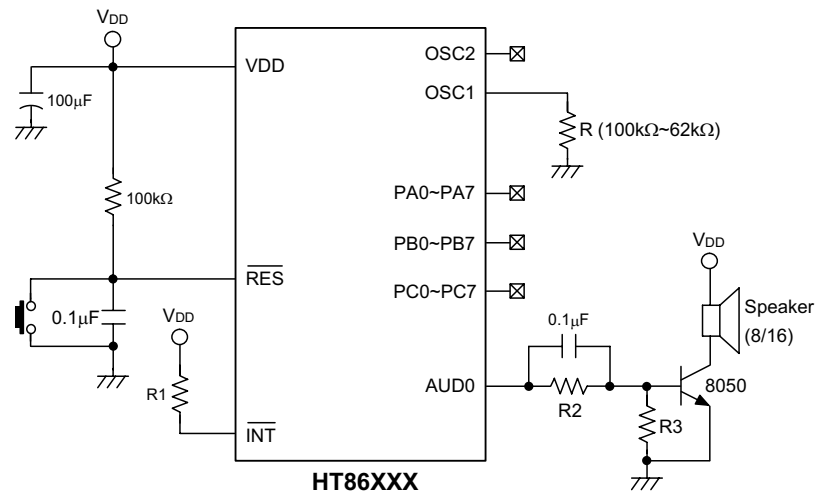 VDD
100μF
100kΩ
0.1μF
VDD
R1
VDD
RES
INT
OSC2
OSC1
R (100kΩ~62kΩ)
PA0~PA7
PB0~PB7
PC0~PC7
AUD0
0.1μF
R2
R3
VDD
Speaker
(8/16)
8050
HT86XXX